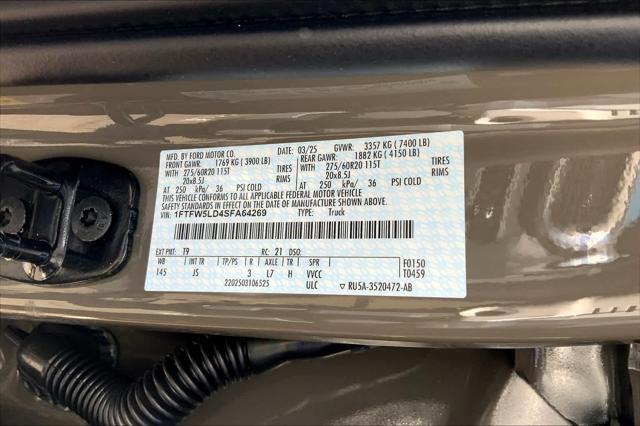 MFD. BY FORD MOTOR CO. DATE: 03/25 GVWR: 3357 KG ( 7400 LB)
FRONT GAWR: 1769 KG ( 3900 LB) REAR GAWR: 1882 KG ( 4150 LB)
275/60R20 115T TIRES 275/60R20 115T TIRES
20x8.5J RIMS 20x8.5J RIMS
AT 250 kPa/ 36 PSI COLD AT 250 kPa/ 36 PSI COLD
THIS VEHICLE CONFORMS TO ALL APPLICABLE FEDERAL MOTOR VEHICLE
SAFETY STANDARDS IN EFFECT ON THE DATE OF MANUFACTURE SHOWN ABOVE.
VIN: 1FTFW5LD4SFA64269 TYPE: Truck
EXT PNT: T9 RC: 21 DSO:
WB INT TR TP/PS R AXLE TR SPR F0150
145 JS 3 L7 H VVCC T0459
2202503106525 ULC ▽ RU5A-3520472-AB